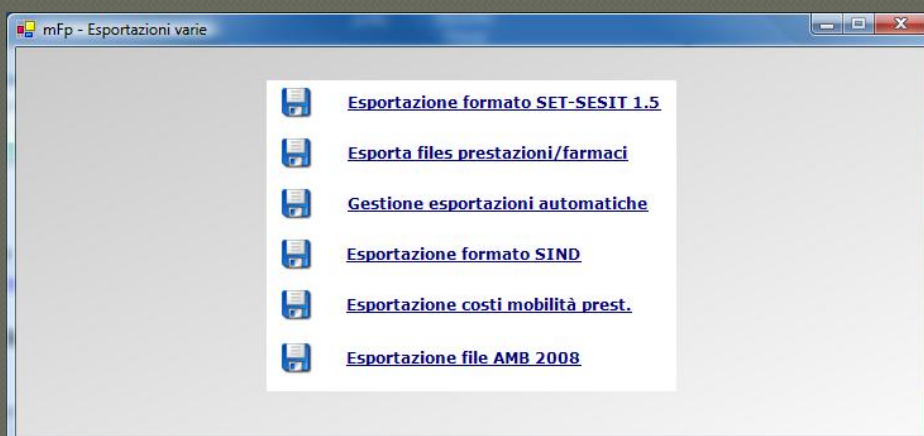 mFp - Esportazioni varie
Esportazione formato SET-SESIT 1.5
Esporta files prestazioni/farmaci
Gestione esportazioni automatiche
Esportazione formato SIND
Esportazione costi mobilità prest.
Esportazione file AMB 2008